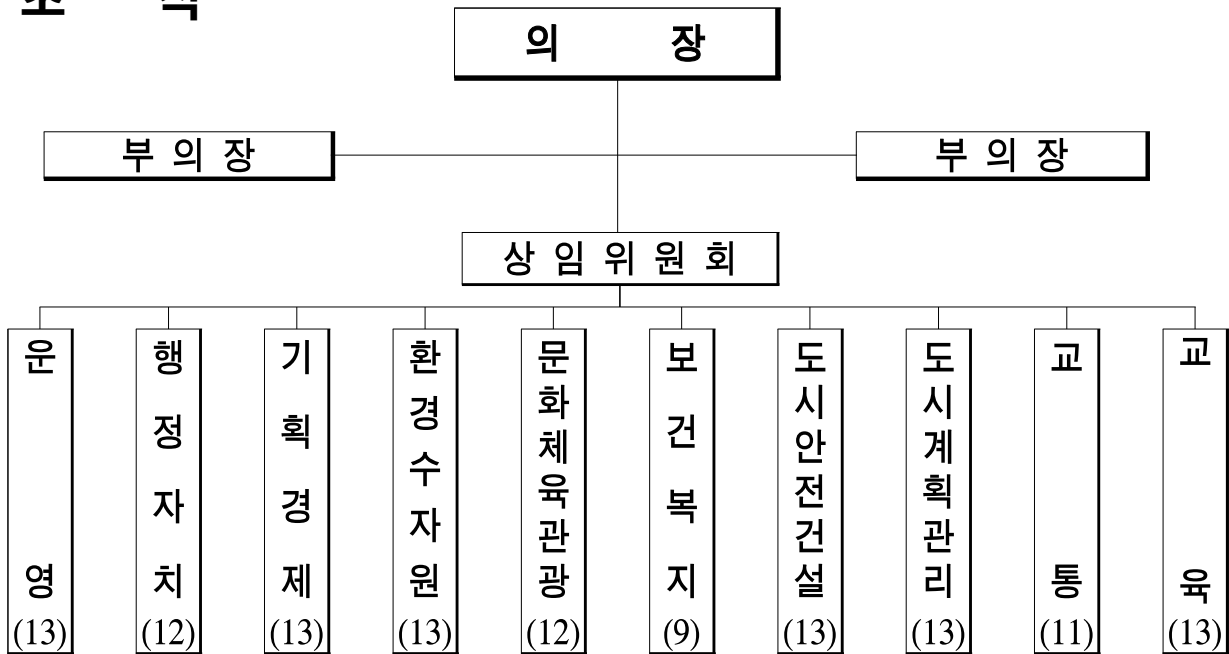 의 장
부 의 장
부 의 장
상 임 위 원 회
운영
(13)
행정자치
(12)
기획경제
(13)
환경수자원
(13)
문화체육관광
(12)
보건복지
(9)
도시안전건설
(13)
도시계획관리
(13)
교통
(11)
교육
(13)